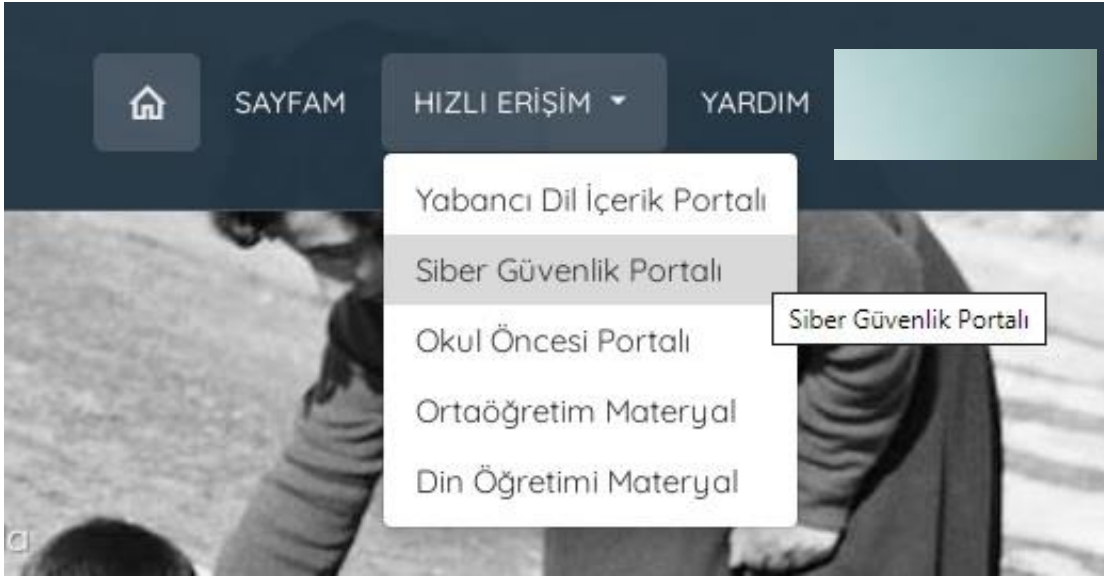 SAYFAM
HIZLI ERİŞİM
YARDIM
Yabancı Dil İçerik Portalı
Siber Güvenlik Portalı
Siber Güvenlik Portalı
Okul Öncesi Portalı
Ortaöğretim Materyal
Din Öğretimi Materyal
a